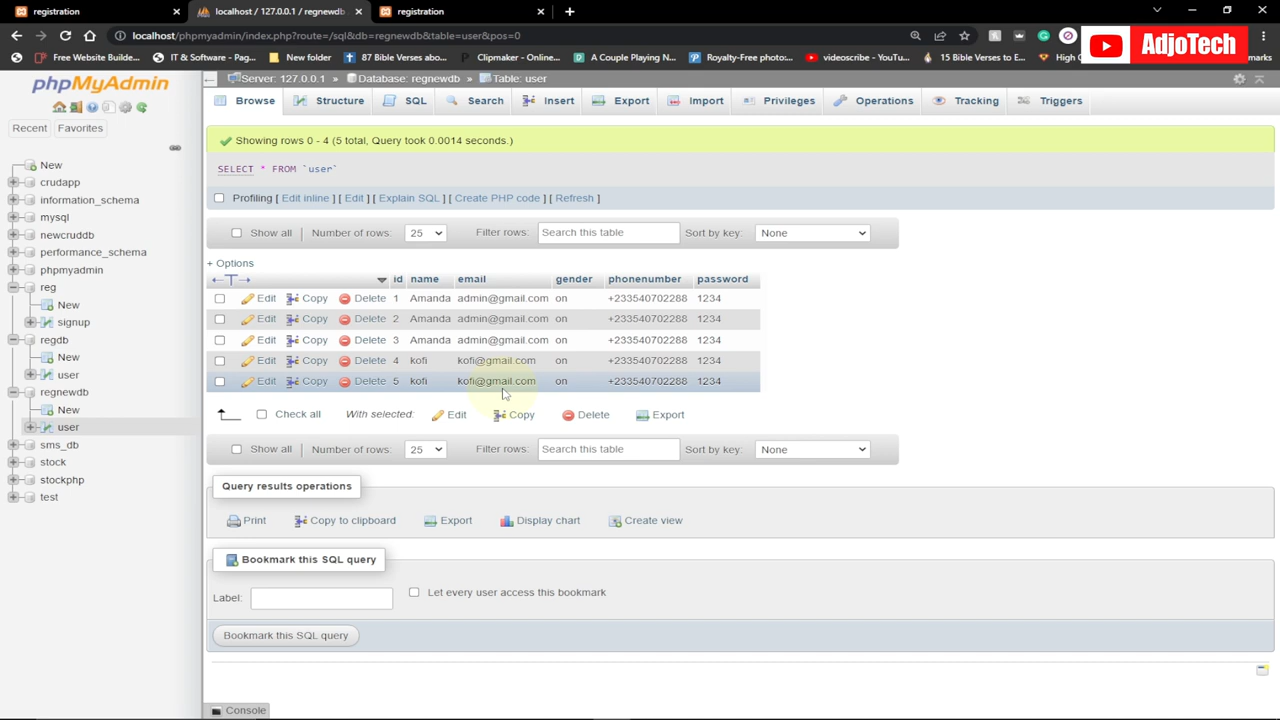 registration
localhost / 127.0.0.1 / regnewdb
registration
localhost/phpmyadmin/index.php?route=/sql&db=regnewdb&table=user&pos=0
AdjoTech
Free Website Builde... IT & Software - Pag... New folder 87 Bible Verses abo... Clipmaker - Online... A Couple Playing N... Royalty-Free photos... videoscribe - YouTube 15 Bible Verses to E... High marks
phpMyAdmin
Recent Favorites
New
crudapp
information_schema
mysql
newcruddb
performance_schema
phpmyadmin
reg
New
signup
regdb
New
user
regnewdb
New
user
sms_db
stock
stockphp
test
Server: 127.0.0.1 » Database: regnewdb » Table: user
Browse Structure SQL Search Insert Export Import Privileges Operations Tracking Triggers
Showing rows 0 - 4 (5 total, Query took 0.0014 seconds.)
SELECT * FROM `user`
Profiling [ Edit inline ] [ Edit ] [ Explain SQL ] [ Create PHP code ] [ Refresh ]
Show all Number of rows: 25 Filter rows: Search this table Sort by key: None
+ Options
id name email gender phonenumber password
Edit Copy Delete 1 Amanda admin@gmail.com on +233540702288 1234
Edit Copy Delete 2 Amanda admin@gmail.com on +233540702288 1234
Edit Copy Delete 3 Amanda admin@gmail.com on +233540702288 1234
Edit Copy Delete 4 kofi kofi@gmail.com on +233540702288 1234
Edit Copy Delete 5 kofi kofi@gmail.com on +233540702288 1234
Check all With selected: Edit Copy Delete Export
Show all Number of rows: 25 Filter rows: Search this table Sort by key: None
Query results operations
Print Copy to clipboard Export Display chart Create view
Bookmark this SQL query
Label: Let every user access this bookmark
Bookmark this SQL query
Console